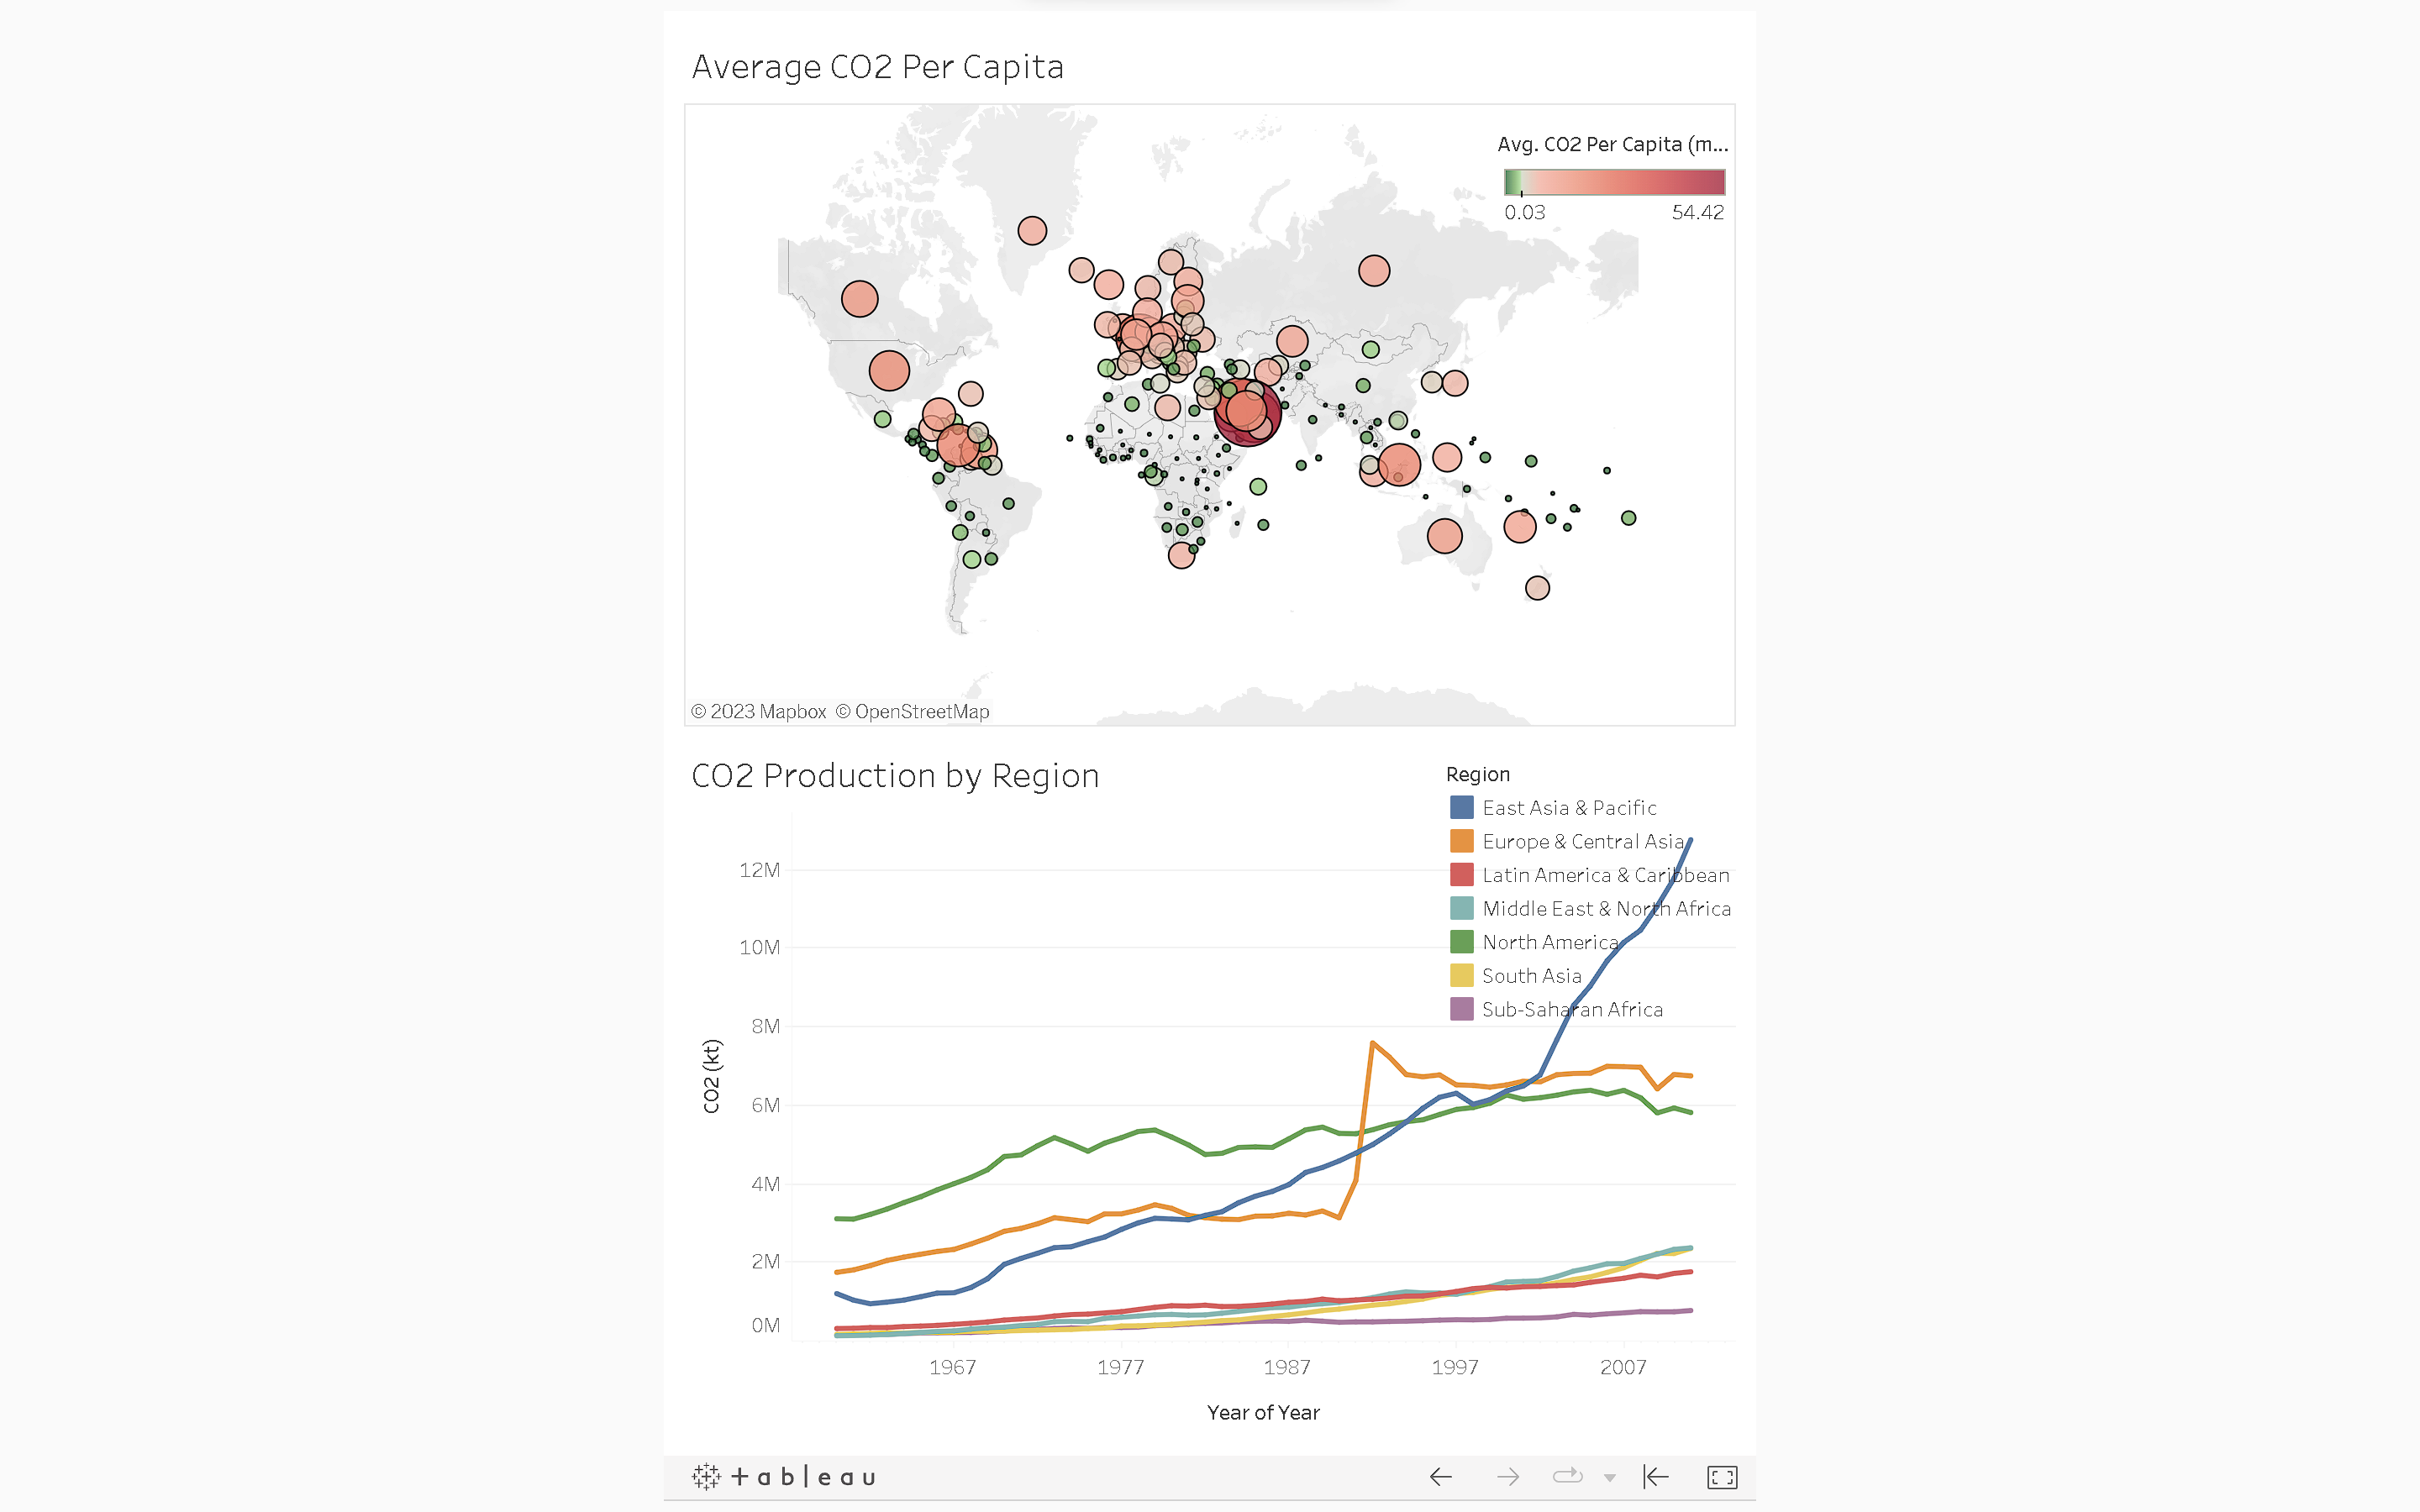 Average CO2 Per Capita
Avg. CO2 Per Capita (m...
0.03 54.42
© 2023 Mapbox © OpenStreetMap
CO2 Production by Region
Region
East Asia & Pacific
Europe & Central Asia
Latin America & Caribbean
Middle East & North Africa
North America
South Asia
Sub-Saharan Africa
12M
10M
8M
6M
4M
2M
0M
CO2 (kt)
1967 1977 1987 1997 2007
Year of Year
+ableau